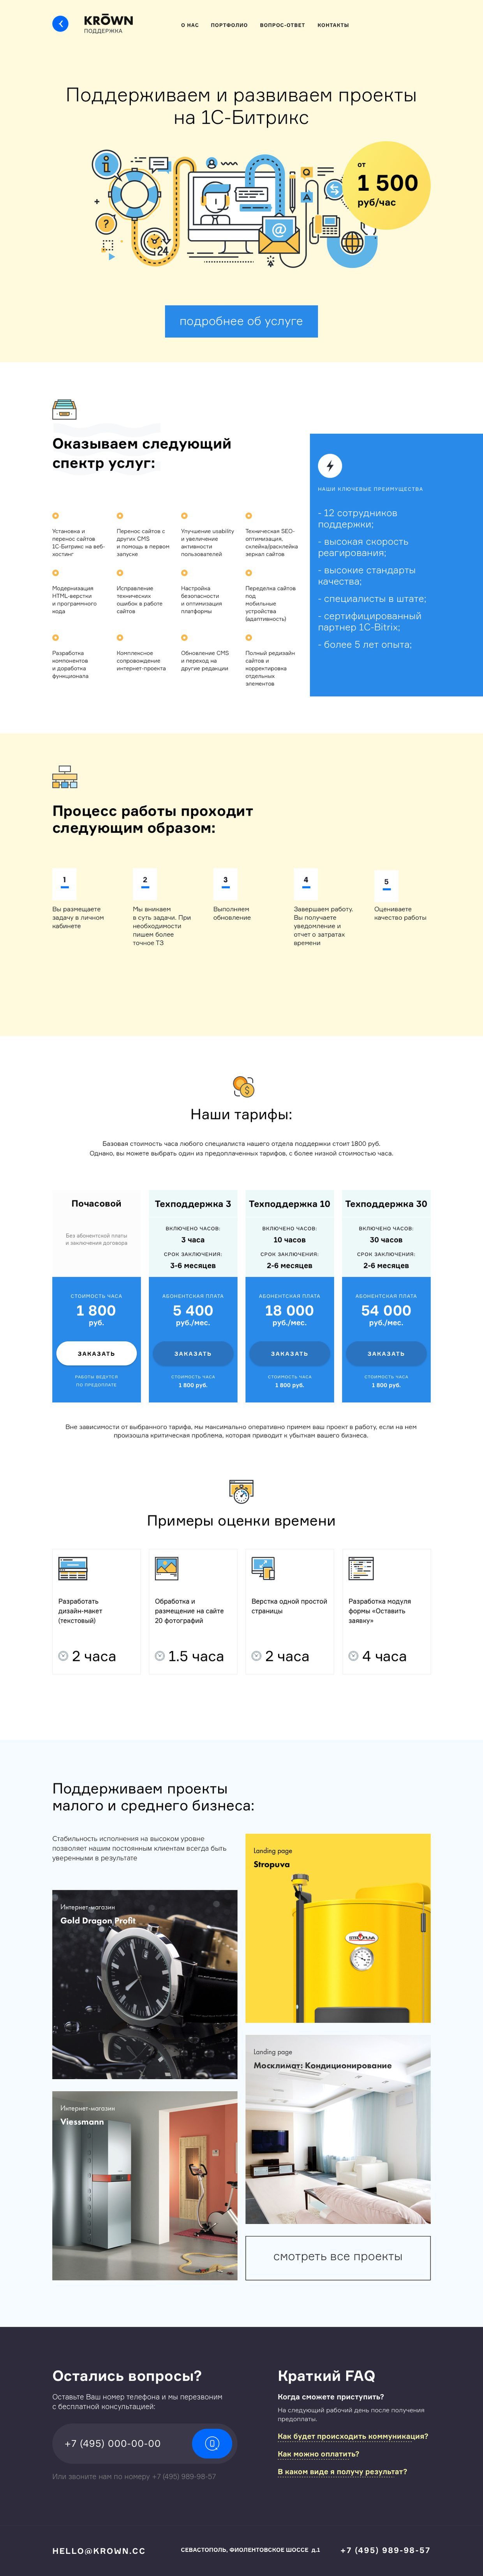 KRŌWN
ПОДДЕРЖКА
О НАС
ПОРТФОЛИО
ВОПРОС-ОТВЕТ
КОНТАКТЫ
Поддерживаем и развиваем проекты
на 1С-Битрикс
от
1 500
руб/час
24
Q
A
@
?
подробнее об услуге
Оказываем следующий
спектр услуг:
Установка и
перенос сайтов
1С-Битрикс на веб-
хостинг
Перенос сайтов с
других CMS
и помощь в первом
запуске
Улучшение usability
и увеличение
активности
пользователей
Техническая SEO-
оптимизация,
склейка/расклейка
зеркал сайтов
Модернизация
HTML-верстки
и программного
кода
Исправление
технических
ошибок в работе
сайтов
Настройка
безопасности
и оптимизация
платформы
Переделка сайтов
под
мобильные
устройства
(адаптивность)
Разработка
компонентов
и доработка
функционала
Комплексное
сопровождение
интернет-проекта
Обновление CMS
и переход на
другие редакции
Полный редизайн
сайтов и
корректировка
отдельных
элементов
НАШИ КЛЮЧЕВЫЕ ПРЕИМУЩЕСТВА
- 12 сотрудников
поддержки;
- высокая скорость
реагирования;
- высокие стандарты
качества;
- специалисты в штате;
- сертифицированный
партнер 1C-Bitrix;
- более 5 лет опыта;
Процесс работы проходит
следующим образом:
1
Вы размещаете
задачу в личном
кабинете
2
Мы вникаем
в суть задачи. При
необходимости
пишем более
точное ТЗ
3
Выполняем
обновление
4
Завершаем работу.
Вы получаете
уведомление и
отчет о затратах
времени
5
Оцениваете
качество работы
Наши тарифы:
Базовая стоимость часа любого специалиста нашего отдела поддержки стоит 1800 руб.
Однако, вы можете выбрать один из предоплаченных тарифов, с более низкой стоимостью часа.
Почасовой
Без абонентской платы
и заключения договора
СТОИМОСТЬ ЧАСА
1 800
руб.
ЗАКАЗАТЬ
РАБОТЫ ВЕДУТСЯ
ПО ПРЕДОПЛАТЕ
Техподдержка 3
ВКЛЮЧЕНО ЧАСОВ:
3 часа
СРОК ЗАКЛЮЧЕНИЯ:
3-6 месяцев
АБОНЕНТСКАЯ ПЛАТА
5 400
руб./мес.
ЗАКАЗАТЬ
СТОИМОСТЬ ЧАСА
1 800 руб.
Техподдержка 10
ВКЛЮЧЕНО ЧАСОВ:
10 часов
СРОК ЗАКЛЮЧЕНИЯ:
2-6 месяцев
АБОНЕНТСКАЯ ПЛАТА
18 000
руб./мес.
ЗАКАЗАТЬ
СТОИМОСТЬ ЧАСА
1 800 руб.
Техподдержка 30
ВКЛЮЧЕНО ЧАСОВ:
30 часов
СРОК ЗАКЛЮЧЕНИЯ:
2-6 месяцев
АБОНЕНТСКАЯ ПЛАТА
54 000
руб./мес.
ЗАКАЗАТЬ
СТОИМОСТЬ ЧАСА
1 800 руб.
Вне зависимости от выбранного тарифа, мы максимально оперативно примем ваш проект в работу, если на нем
произошла критическая проблема, которая приводит к убыткам вашего бизнеса.
Примеры оценки времени
Разработать
дизайн-макет
(текстовый)
2 часа
Обработка и
размещение на сайте
20 фотографий
1.5 часа
Верстка одной простой
страницы
2 часа
Разработка модуля
формы «Оставить
заявку»
4 часа
Поддерживаем проекты
малого и среднего бизнеса:
Стабильность исполнения на высоком уровне
позволяет нашим постоянным клиентам всегда быть
уверенными в результате
Landing page
Stropuva
STROPUVA
Интернет-магазин
Gold Dragon Profit
Landing page
Москлимат: Кондиционирование
Интернет-магазин
Viessmann
смотреть все проекты
Остались вопросы?
Оставьте Ваш номер телефона и мы перезвоним
с бесплатной консультацией:
+7 (495) 000-00-00
Или звоните нам по номеру +7 (495) 989-98-57
Краткий FAQ
Когда сможете приступить?
На следующий рабочий день после получения
предоплаты.
Как будет происходить коммуникация?
Как можно оплатить?
В каком виде я получу результат?
HELLO@KROWN.CC
СЕВАСТОПОЛЬ, ФИОЛЕНТОВСКОЕ ШОССЕ д.1
+7 (495) 989-98-57